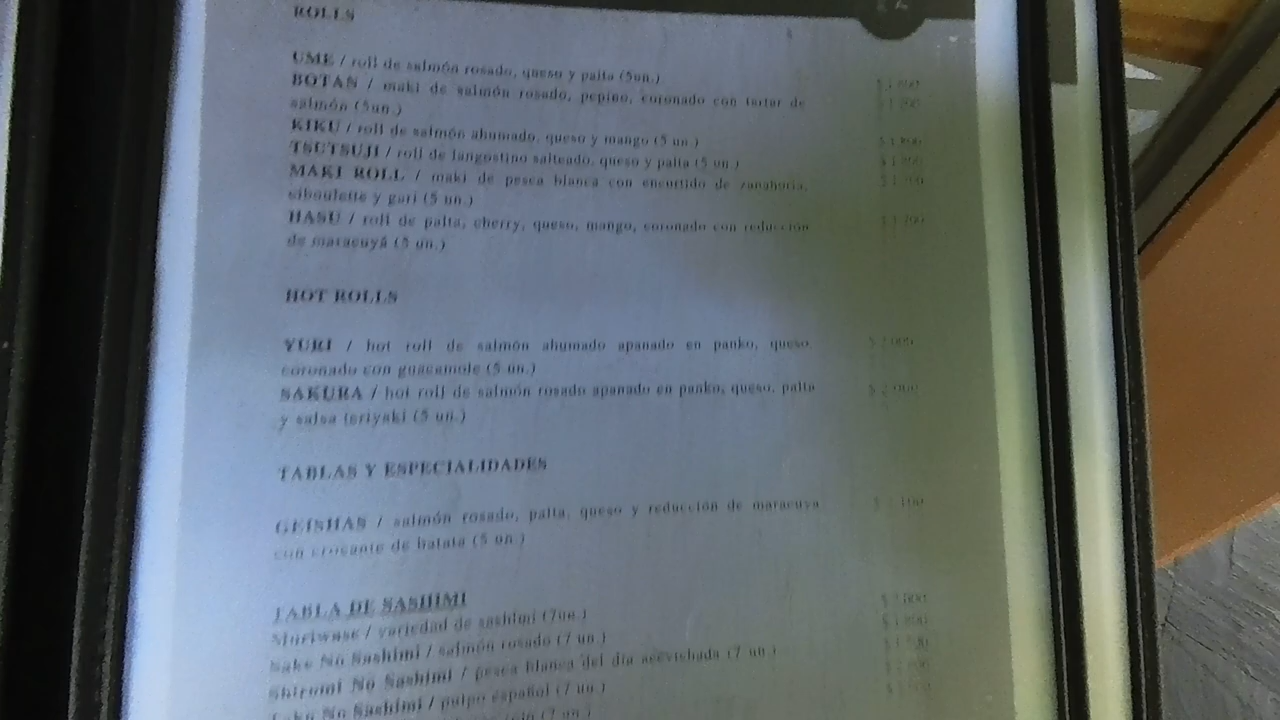 ROLLS
UME / roll de salmón rosado, queso y palta (5un.)
BOTAN / maki de salmón rosado, pepino, coronado con tartar de
salmón (5un.)
KIKU / roll de salmón ahumado, queso y mango (5 un.)
TSUTSUJI / roll de langostino salteado, queso y palta (5 un.)
MAKI ROLL / maki de pesca blanca con encurtido de zanahoria,
ciboulette y gari (5 un.)
HASU / roll de palta, cherry, queso, mango, coronado con reducción
de maracuyá (5 un.)
HOT ROLLS
YURI / hot roll de salmón ahumado apanado en panko, queso,
coronado con guacamole (5 un.)
SAKURA / hot roll de salmón rosado apanado en panko, queso, palta
y salsa teriyaki (5 un.)
TABLAS Y ESPECIALIDADES
GEISHAS / salmón rosado, palta, queso y reducción de maracuya
con crocante de batata (5 un.)
TABLA DE SASHIMI
Moriwase / variedad de sashimi (7un.)
Sake No Sashimi / salmón rosado (7 un.)
Shiromi No Sashimi / pesca blanca del día acevichada (7 un.)
Tako No Sashimi / pulpo español (7 un.)
(7 un.)